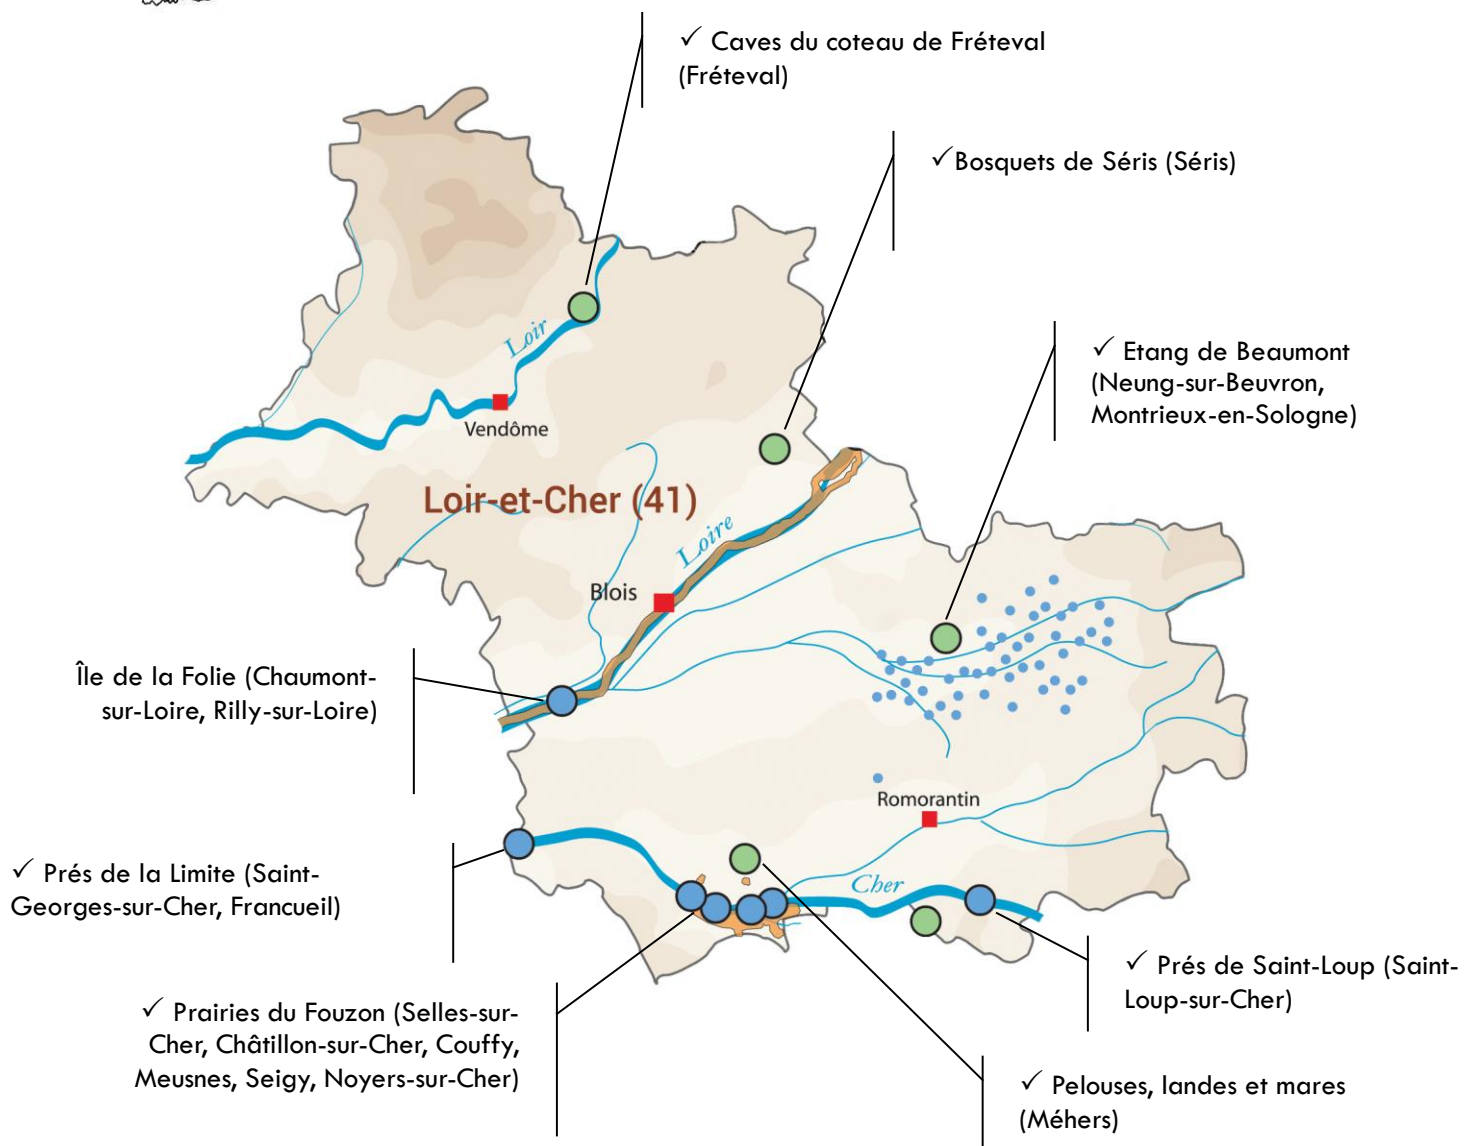 ✓ Caves du coteau de Fréteval
(Fréteval)
✓Bosquets de Séris (Séris)
Loir
✓ Etang de Beaumont
(Neung-sur-Beuvron,
Montrieux-en-Sologne)
Vendôme
Loir-et-Cher (41)
Loire
Blois
Île de la Folie (Chaumont-
sur-Loire, Rilly-sur-Loire)
Romorantin
✓ Prés de la Limite (Saint-
Georges-sur-Cher, Francueil)
Cher
✓ Prés de Saint-Loup (Saint-
Loup-sur-Cher)
✓ Prairies du Fouzon (Selles-sur-
Cher, Châtillon-sur-Cher, Couffy,
Meusnes, Seigy, Noyers-sur-Cher)
✓ Pelouses, landes et mares
(Méhers)